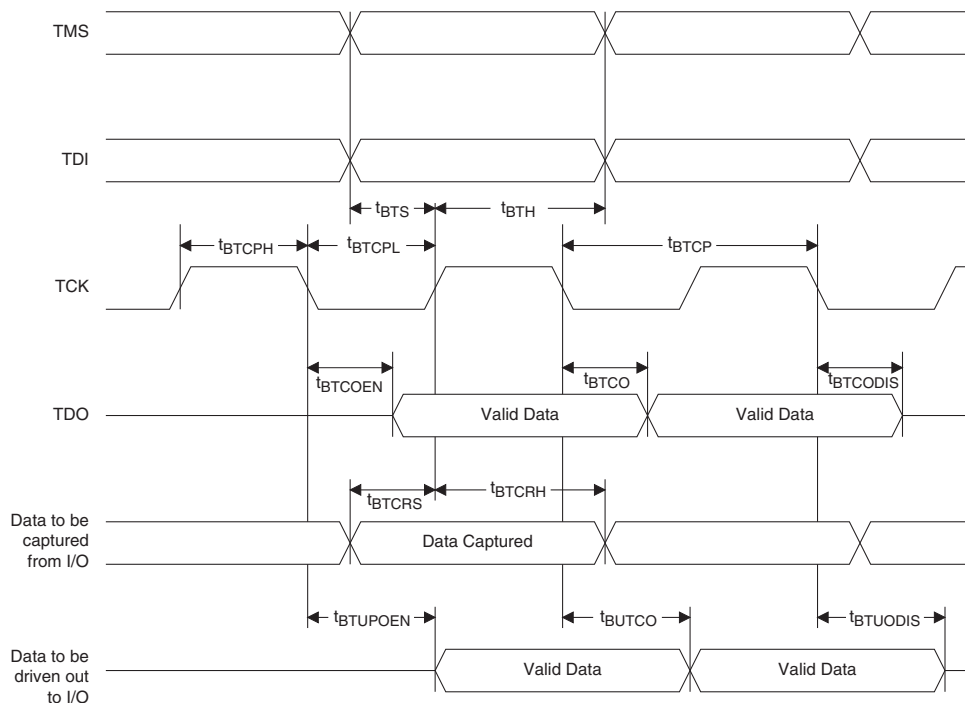 TMS
TDI
tBTS
tBTH
tBTCPH
tBTCPL
tBTCP
TCK
tBTCOEN
tBTCO
tBTCODIS
TDO
Valid Data
Valid Data
tBTCRS
tBTCRH
Data to be
captured
from I/O
Data Captured
tBTUPOEN
tBUTCO
tBTUODIS
Data to be
driven out
to I/O
Valid Data
Valid Data